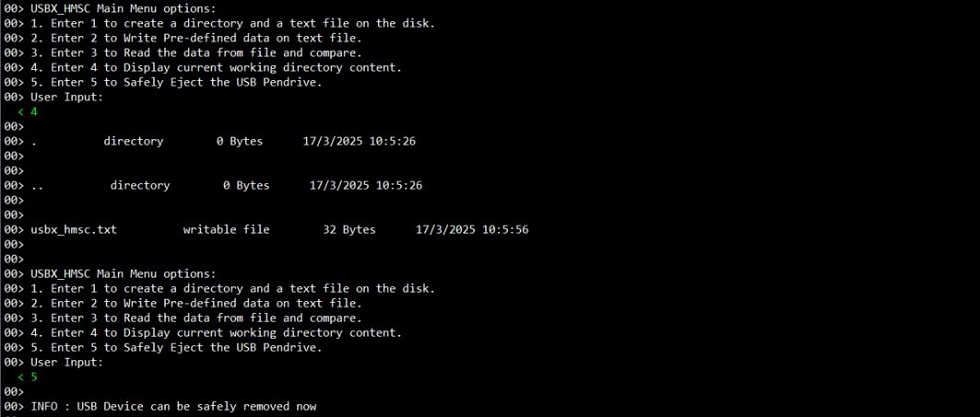 00> USBX_HMSC Main Menu options:
00> 1. Enter 1 to create a directory and a text file on the disk.
00> 2. Enter 2 to Write Pre-defined data on text file.
00> 3. Enter 3 to Read the data from file and compare.
00> 4. Enter 4 to Display current working directory content.
00> 5. Enter 5 to Safely Eject the USB Pendrive.
00> User Input:
< 4
00>
00> . directory 0 Bytes 17/3/2025 10:5:26
00>
00>
00> .. directory 0 Bytes 17/3/2025 10:5:26
00>
00>
00> usbx_hmsc.txt writable file 32 Bytes 17/3/2025 10:5:56
00>
00>
00> USBX_HMSC Main Menu options:
00> 1. Enter 1 to create a directory and a text file on the disk.
00> 2. Enter 2 to Write Pre-defined data on text file.
00> 3. Enter 3 to Read the data from file and compare.
00> 4. Enter 4 to Display current working directory content.
00> 5. Enter 5 to Safely Eject the USB Pendrive.
00> User Input:
< 5
00>
00> INFO : USB Device can be safely removed now